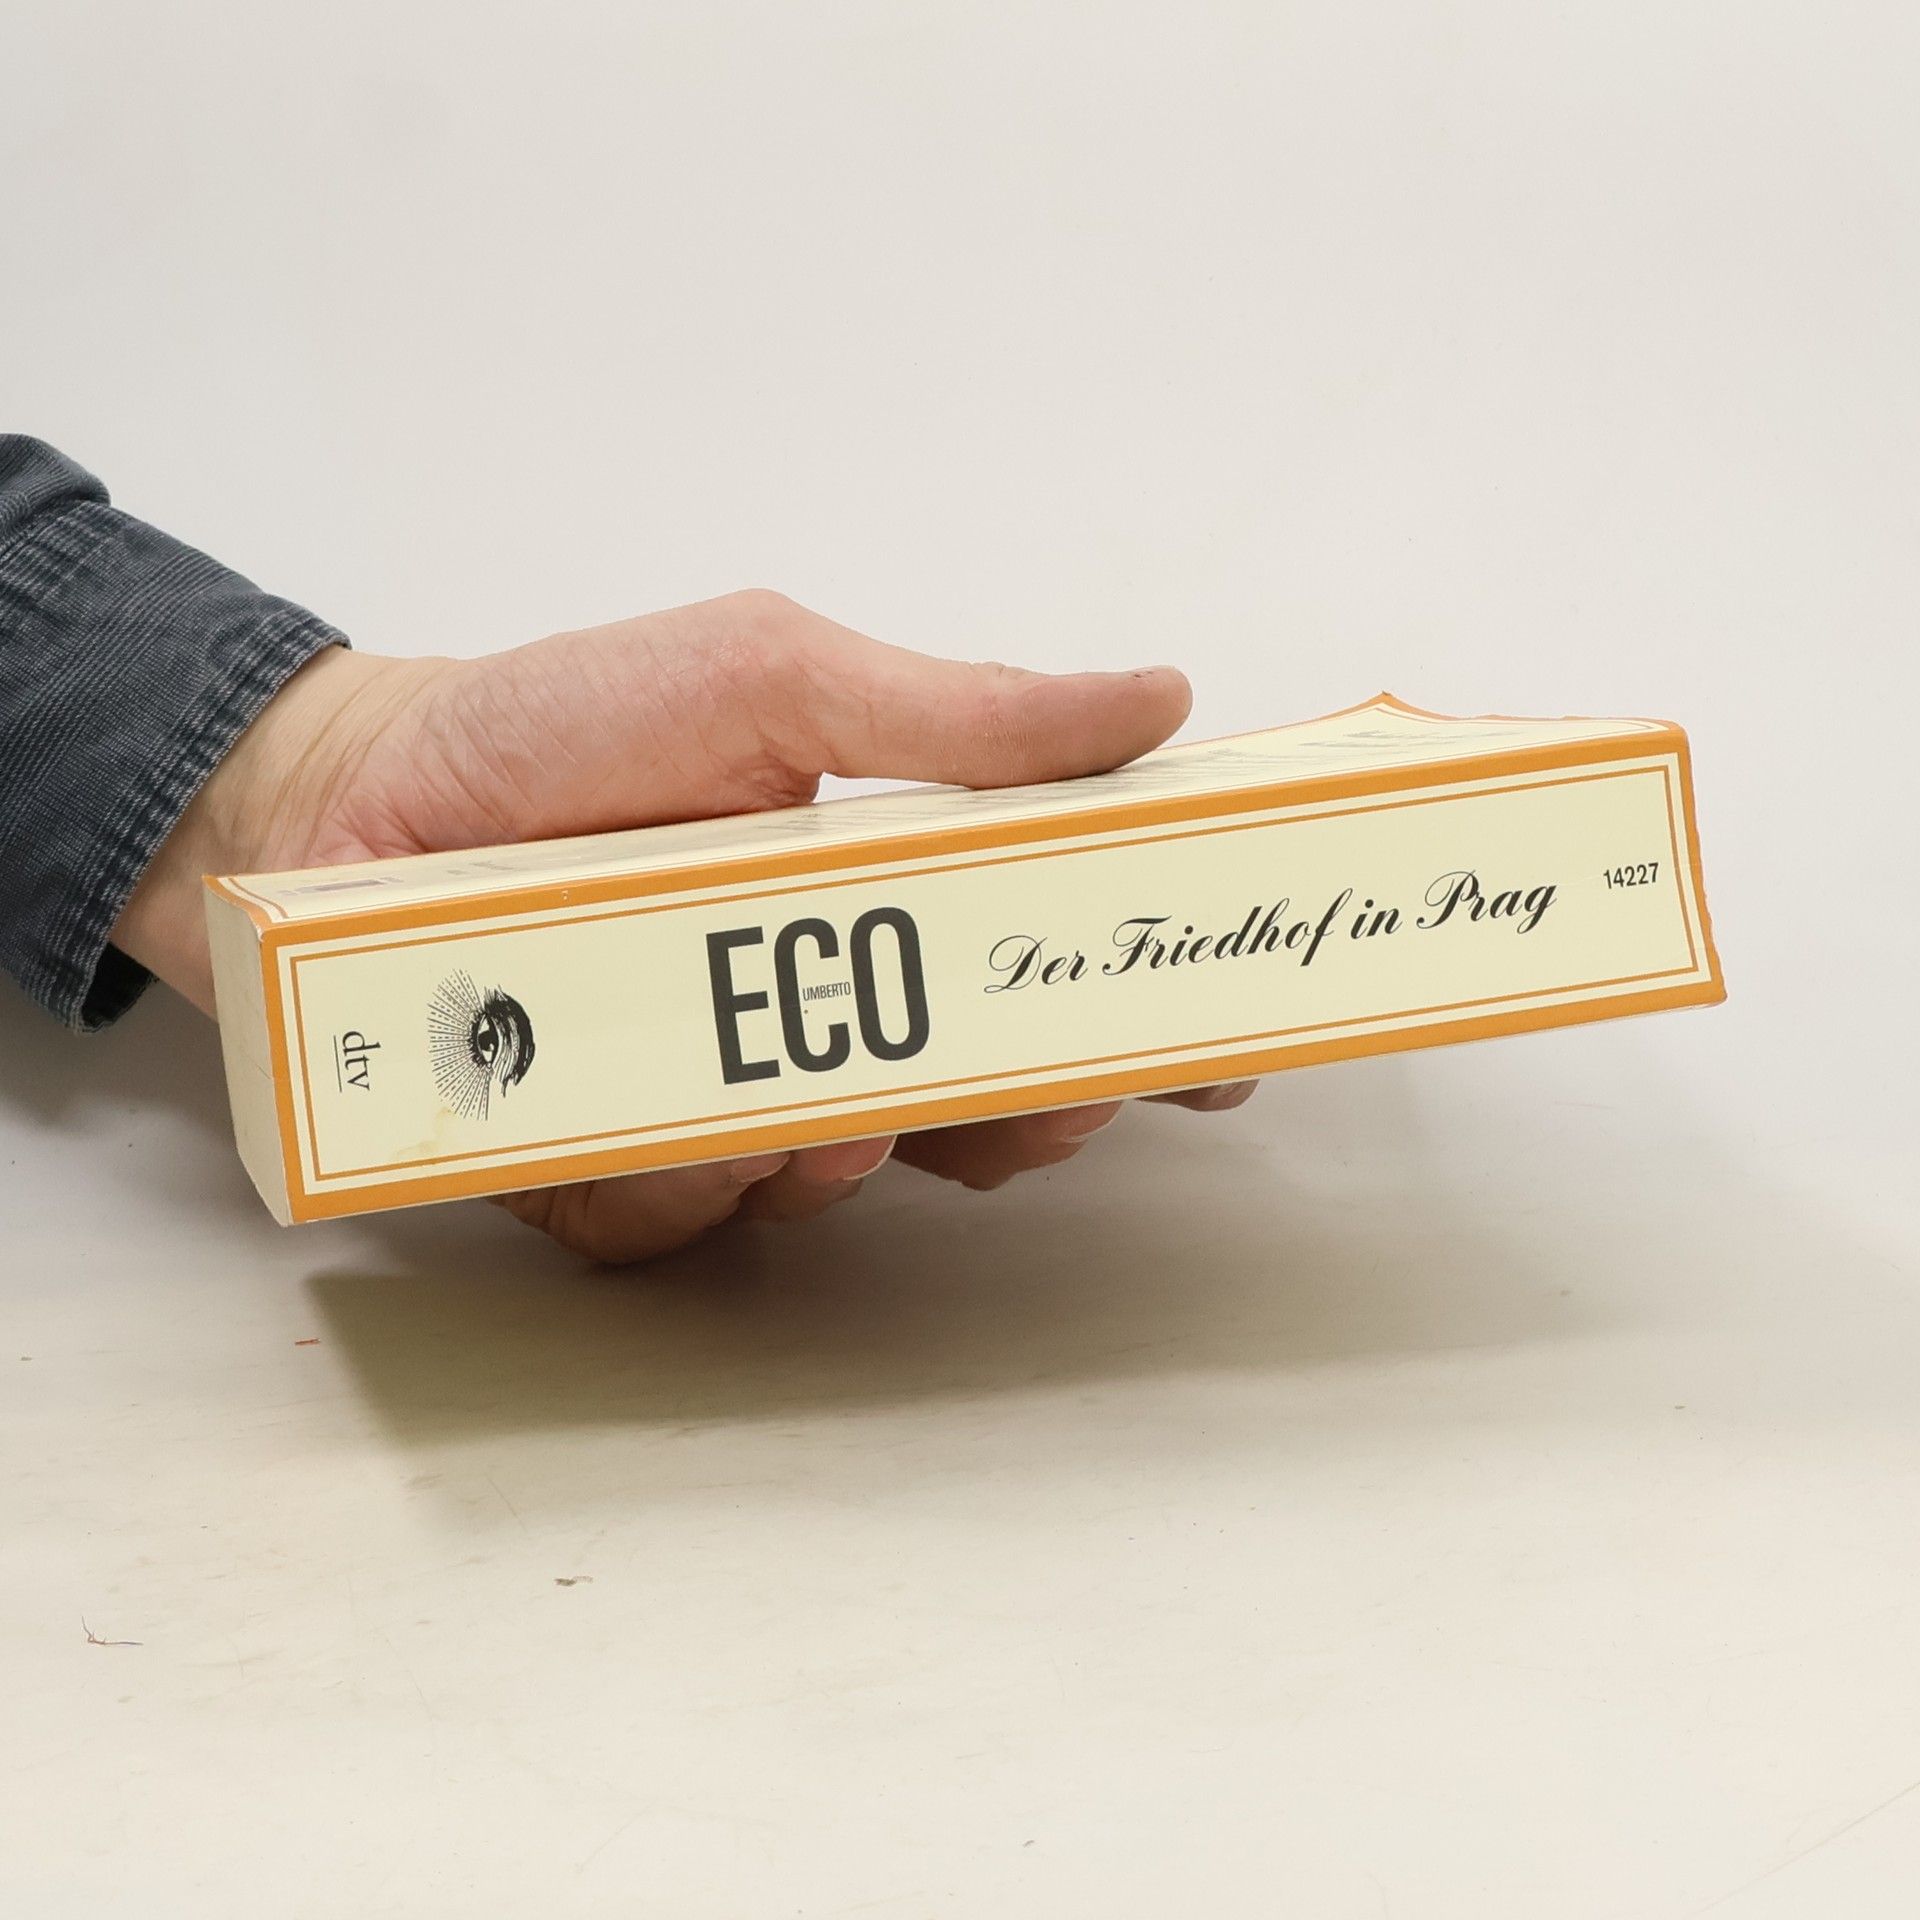 dtv
ECO
UMBERTO
Der Friedhof in Prag
14227